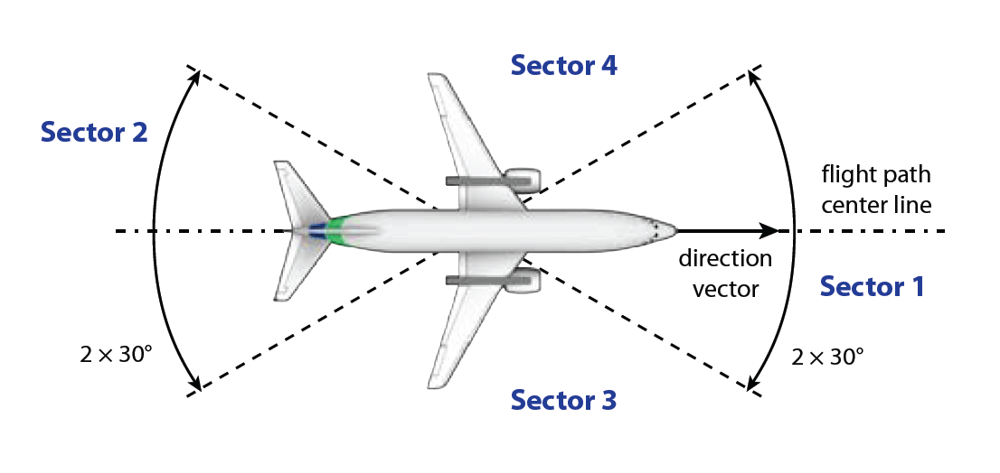 Sector 4
Sector 2
flight path
center line
direction
vector
Sector 1
2 × 30°
2 × 30°
Sector 3